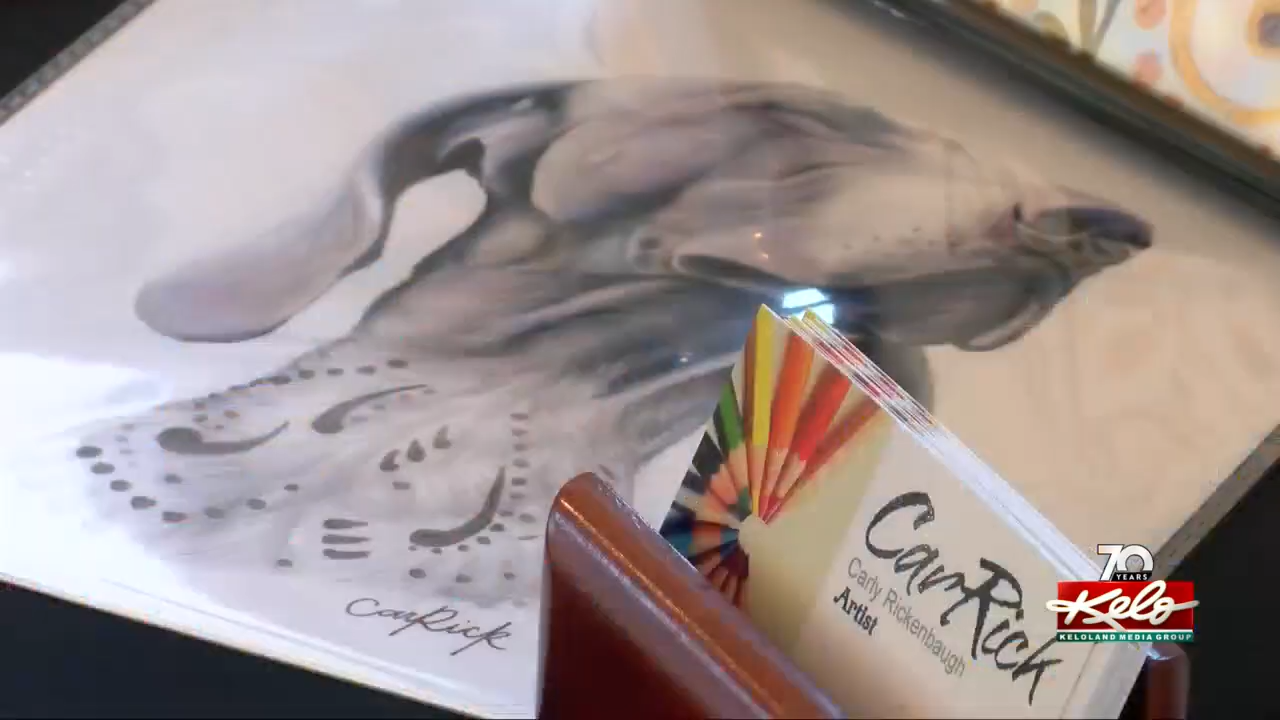 CarRick
CarRick
Carly Rickenbaugh
Artist
70
YEARS
Kelo
KELOLAND MEDIA GROUP